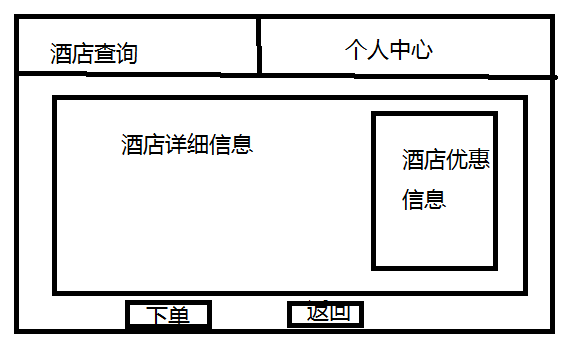 酒店查询
个人中心
酒店详细信息
酒店优惠
信息
下单
返回